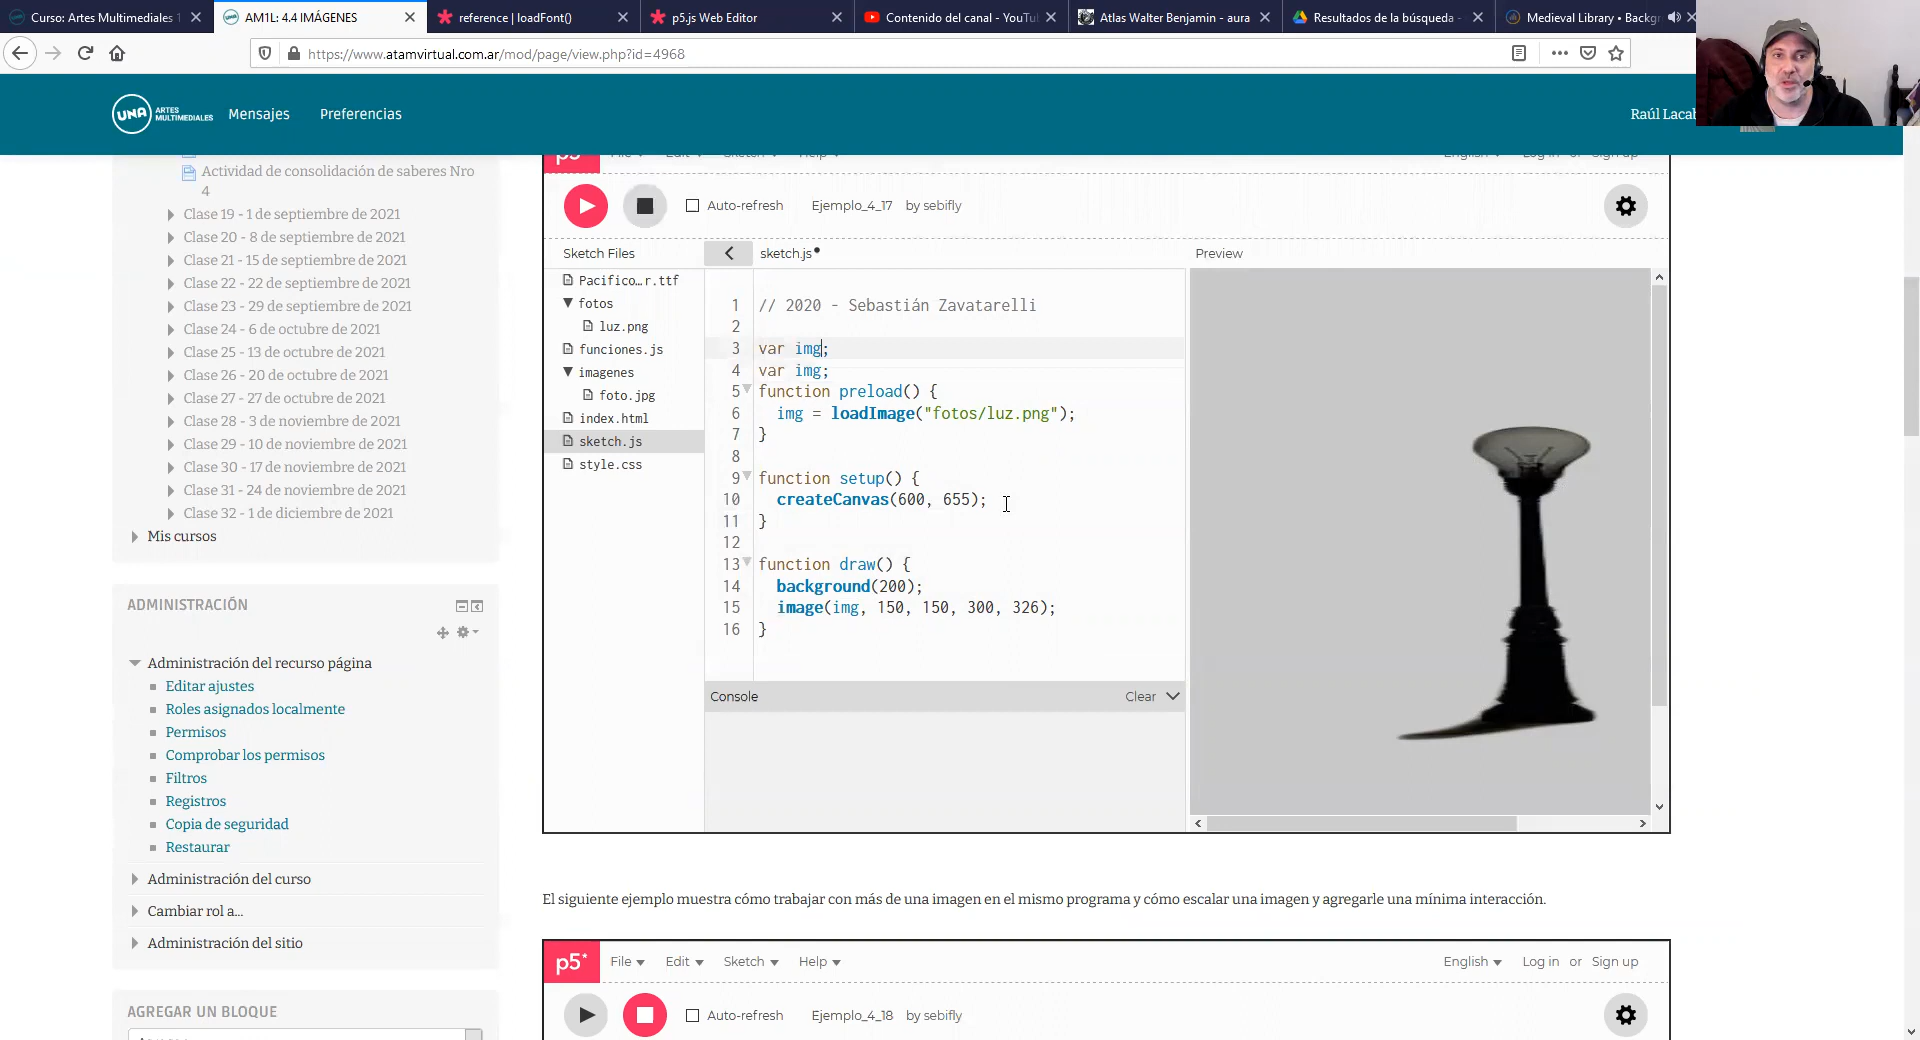 Curso: Artes Multimediales 1
AM1L: 4.4 IMÁGENES
reference | loadFont()
p5.js Web Editor
Contenido del canal - YouTu
Atlas Walter Benjamin - aura
Resultados de la búsqueda -
Medieval Library • Backgr
https://www.atamvirtual.com.ar/mod/page/view.php?id=4968
UNA ARTES
MULTIMEDIALES
Mensajes
Preferencias
Raúl Lacab
Actividad de consolidación de saberes Nro
4
Clase 19 - 1 de septiembre de 2021
Clase 20 - 8 de septiembre de 2021
Clase 21 - 15 de septiembre de 2021
Clase 22 - 22 de septiembre de 2021
Clase 23 - 29 de septiembre de 2021
Clase 24 - 6 de octubre de 2021
Clase 25 - 13 de octubre de 2021
Clase 26 - 20 de octubre de 2021
Clase 27 - 27 de octubre de 2021
Clase 28 - 3 de noviembre de 2021
Clase 29 - 10 de noviembre de 2021
Clase 30 - 17 de noviembre de 2021
Clase 31 - 24 de noviembre de 2021
Clase 32 - 1 de diciembre de 2021
Mis cursos
ADMINISTRACIÓN
Administración del recurso página
Editar ajustes
Roles asignados localmente
Permisos
Comprobar los permisos
Filtros
Registros
Copia de seguridad
Restaurar
Administración del curso
Cambiar rol a...
Administración del sitio
AGREGAR UN BLOQUE
Auto-refresh Ejemplo_4_17 by sebifly
Sketch Files
sketch.js
Preview
Pacifico…r.ttf
fotos
luz.png
funciones.js
imagenes
foto.jpg
index.html
sketch.js
style.css
1 // 2020 - Sebastián Zavatarelli
2
3 var img;
4 var img;
5 function preload() {
6 img = loadImage("fotos/luz.png");
7 }
8
9 function setup() {
10 createCanvas(600, 655);
11 }
12
13 function draw() {
14 background(200);
15 image(img, 150, 150, 300, 326);
16 }
Console
Clear
El siguiente ejemplo muestra cómo trabajar con más de una imagen en el mismo programa y cómo escalar una imagen y agregarle una mínima interacción.
p5* File Edit Sketch Help English Log in or Sign up
Auto-refresh Ejemplo_4_18 by sebifly